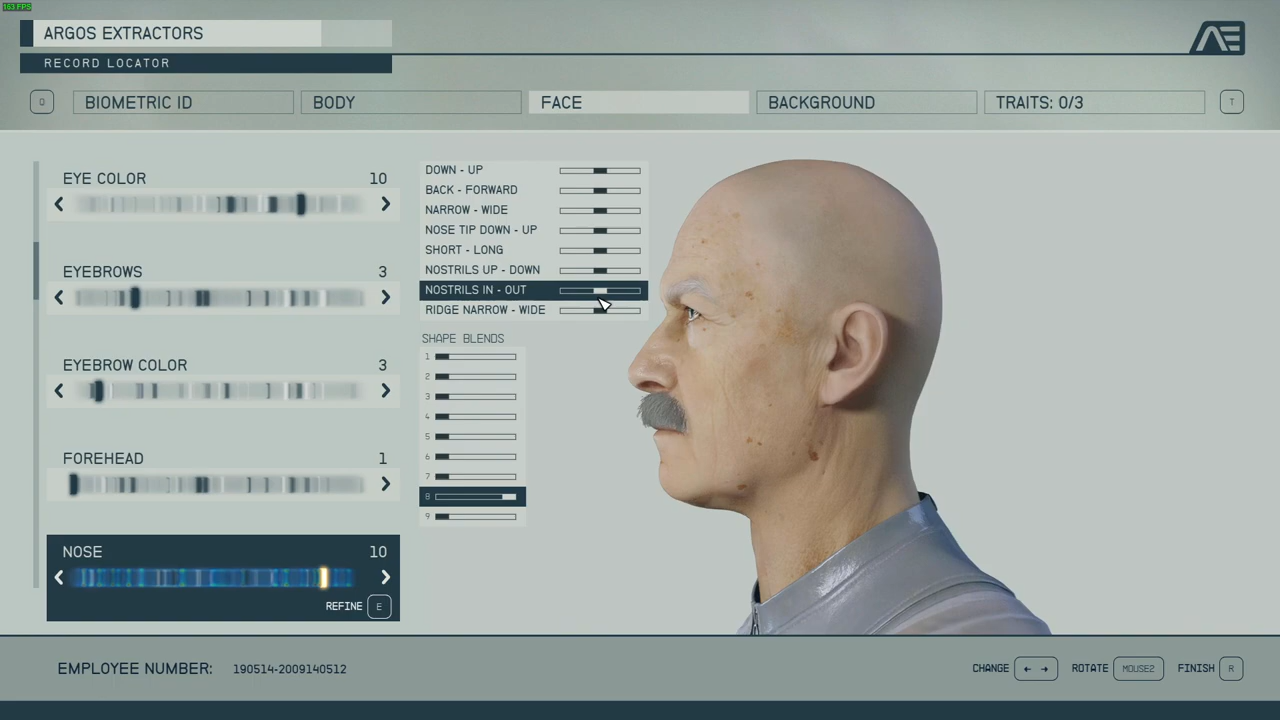 163 FPS
ARGOS EXTRACTORS
RECORD LOCATOR
AE
Q
BIOMETRIC ID
BODY
FACE
BACKGROUND
TRAITS: 0/3
T
EYE COLOR 10
EYEBROWS 3
EYEBROW COLOR 3
FOREHEAD 1
NOSE 10
REFINE E
DOWN - UP
BACK - FORWARD
NARROW - WIDE
NOSE TIP DOWN - UP
SHORT - LONG
NOSTRILS UP - DOWN
NOSTRILS IN - OUT
RIDGE NARROW - WIDE
SHAPE BLENDS
1
2
3
4
5
6
7
8
9
EMPLOYEE NUMBER: 190514-2009140512
CHANGE ← → ROTATE MOUSE2 FINISH R